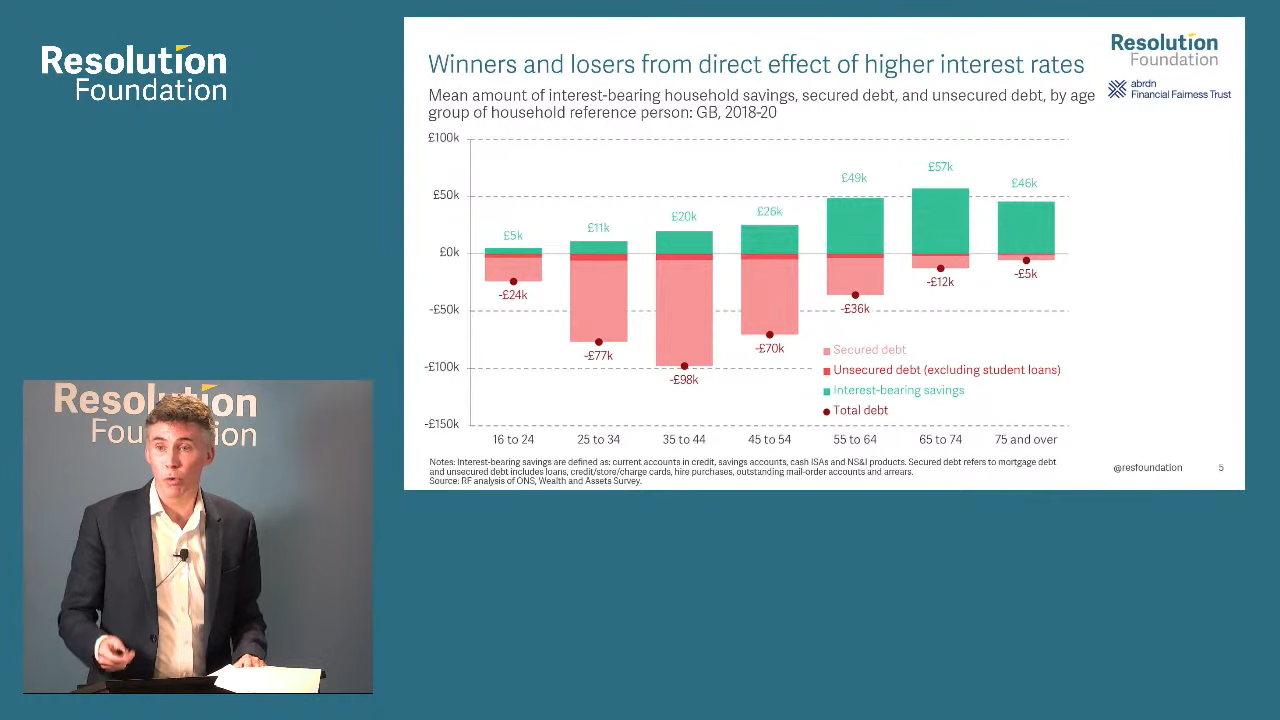 Resolution
Foundation
Winners and losers from direct effect of higher interest rates
Mean amount of interest-bearing household savings, secured debt, and unsecured debt, by age
group of household reference person: GB, 2018-20
Resolution
Foundation
abrdn
Financial Fairness Trust
£100k
£50k
£0k
-£50k
-£100k
-£150k
£5k
£11k
£20k
£26k
£49k
£57k
£46k
-£24k
-£77k
-£98k
-£70k
-£36k
-£12k
-£5k
Secured debt
Unsecured debt (excluding student loans)
Interest-bearing savings
Total debt
16 to 24
25 to 34
35 to 44
45 to 54
55 to 64
65 to 74
75 and over
Notes: Interest-bearing savings are defined as: current accounts in credit, savings accounts, cash ISAs and NS&I products. Secured debt refers to mortgage debt
and unsecured debt includes loans, credit/store/charge cards, hire purchases, outstanding mail-order accounts and arrears.
Source: RF analysis of ONS, Wealth and Assets Survey.
@resfoundation
5
Resolution
Fou ion